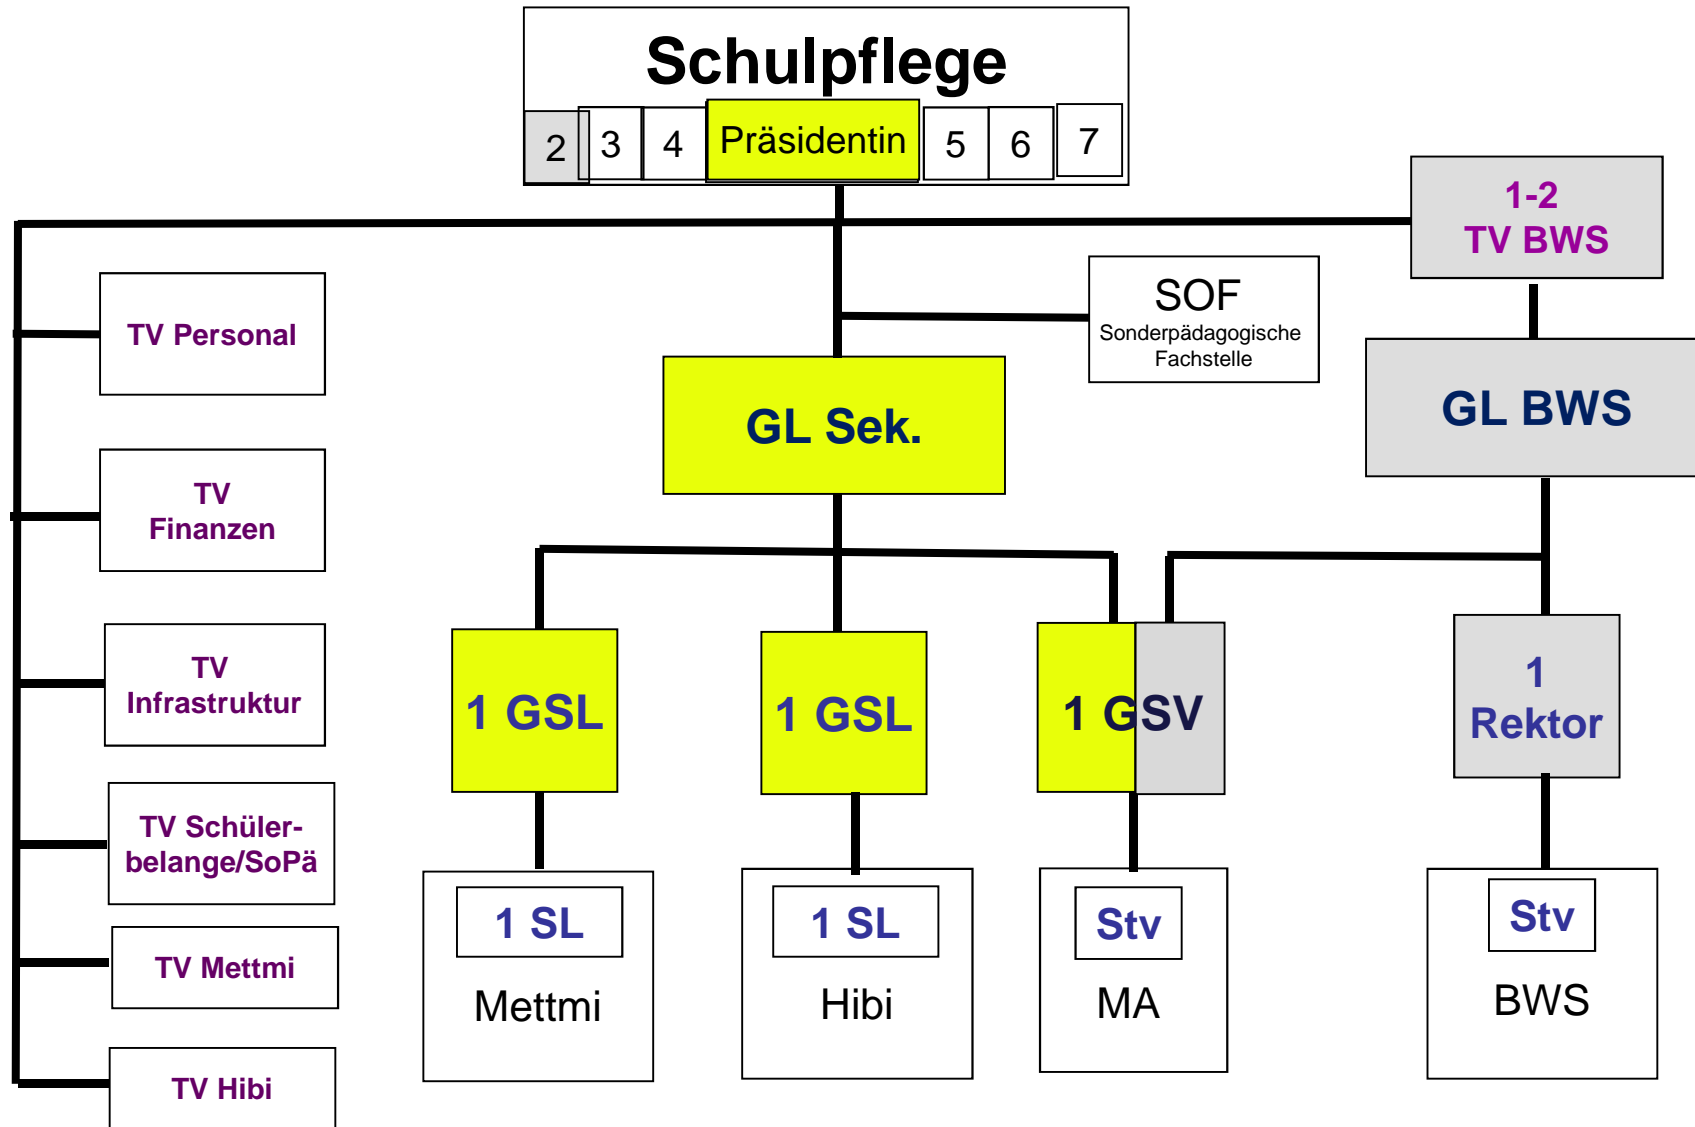 Schulpflege
2 3 4 Präsidentin 5 6 7
1-2
TV BWS
SOF
Sonderpädagogische
Fachstelle
TV Personal
GL Sek.
GL BWS
TV
Finanzen
TV
Infrastruktur
1 GSL
1 GSL
1 GSV
1
Rektor
TV Schüler-
belange/SoPä
1 SL
Mettmi
1 SL
Hibi
Stv
MA
Stv
BWS
TV Mettmi
TV Hibi